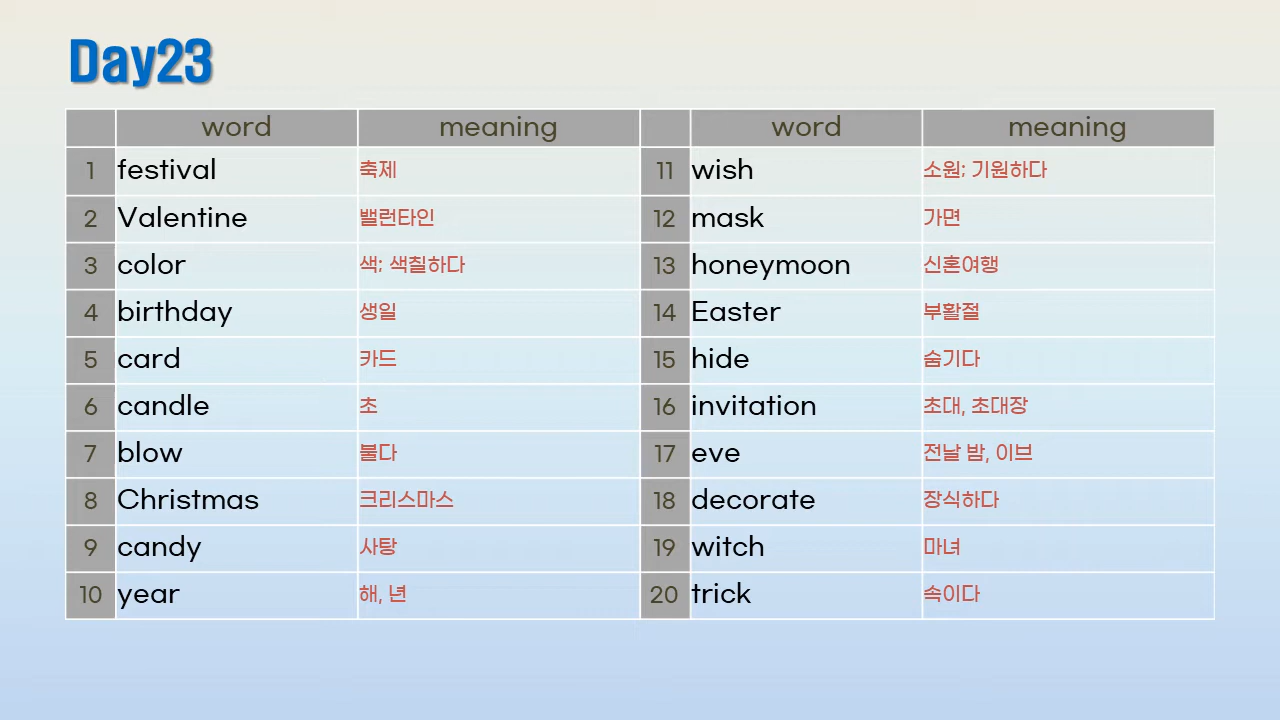 Day23
word meaning word meaning
1 festival 축제 11 wish 소원; 기원하다
2 Valentine 밸런타인 12 mask 가면
3 color 색; 색칠하다 13 honeymoon 신혼여행
4 birthday 생일 14 Easter 부활절
5 card 카드 15 hide 숨기다
6 candle 초 16 invitation 초대, 초대장
7 blow 불다 17 eve 전날 밤, 이브
8 Christmas 크리스마스 18 decorate 장식하다
9 candy 사탕 19 witch 마녀
10 year 해, 년 20 trick 속이다